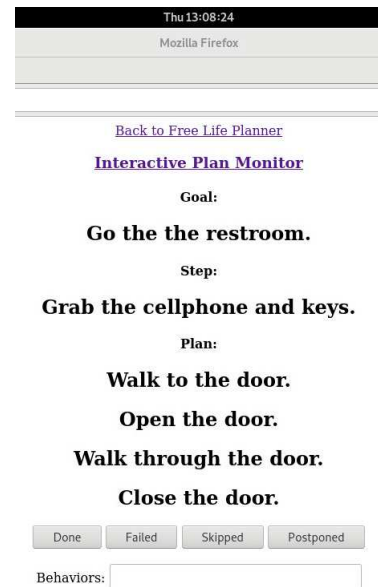 Thu 13:08:24
Mozilla Firefox
Back to Free Life Planner
Interactive Plan Monitor
Goal:
Go the the restroom.
Step:
Grab the cellphone and keys.
Plan:
Walk to the door.
Open the door.
Walk through the door.
Close the door.
Done Failed Skipped Postponed
Behaviors: